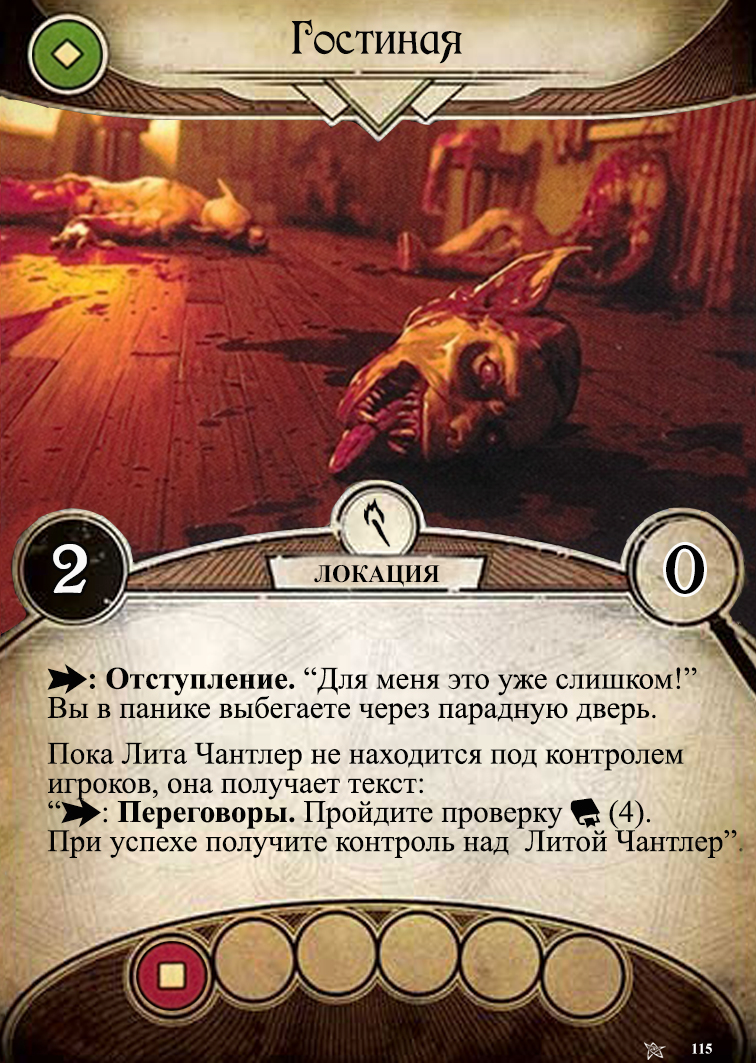 Гостиная
2
ЛОКАЦИЯ
0
: Отступление. “Для меня это уже слишком!”
Вы в панике выбегаете через парадную дверь.
Пока Лита Чантлер не находится под контролем
игроков, она получает текст:
“ : Переговоры. Пройдите проверку (4).
При успехе получите контроль над Литой Чантлер”.
115